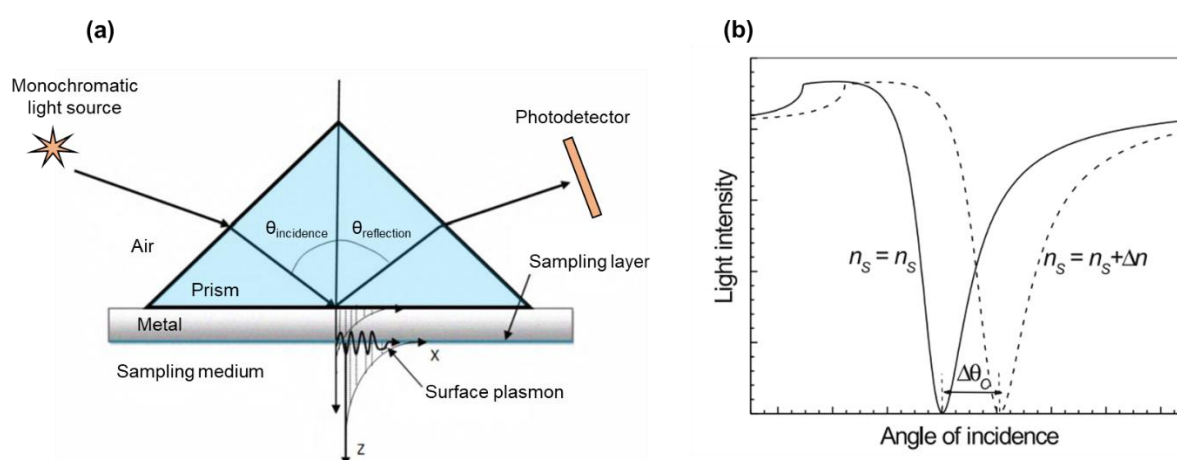 (a)
Monochromatic
light source
Photodetector
θincidence
θreflection
Air
Sampling layer
Prism
Metal
X
Sampling medium
Surface plasmon
z
(b)
Light intensity
nS = nS
nS = nS+Δn
ΔθO
Angle of incidence